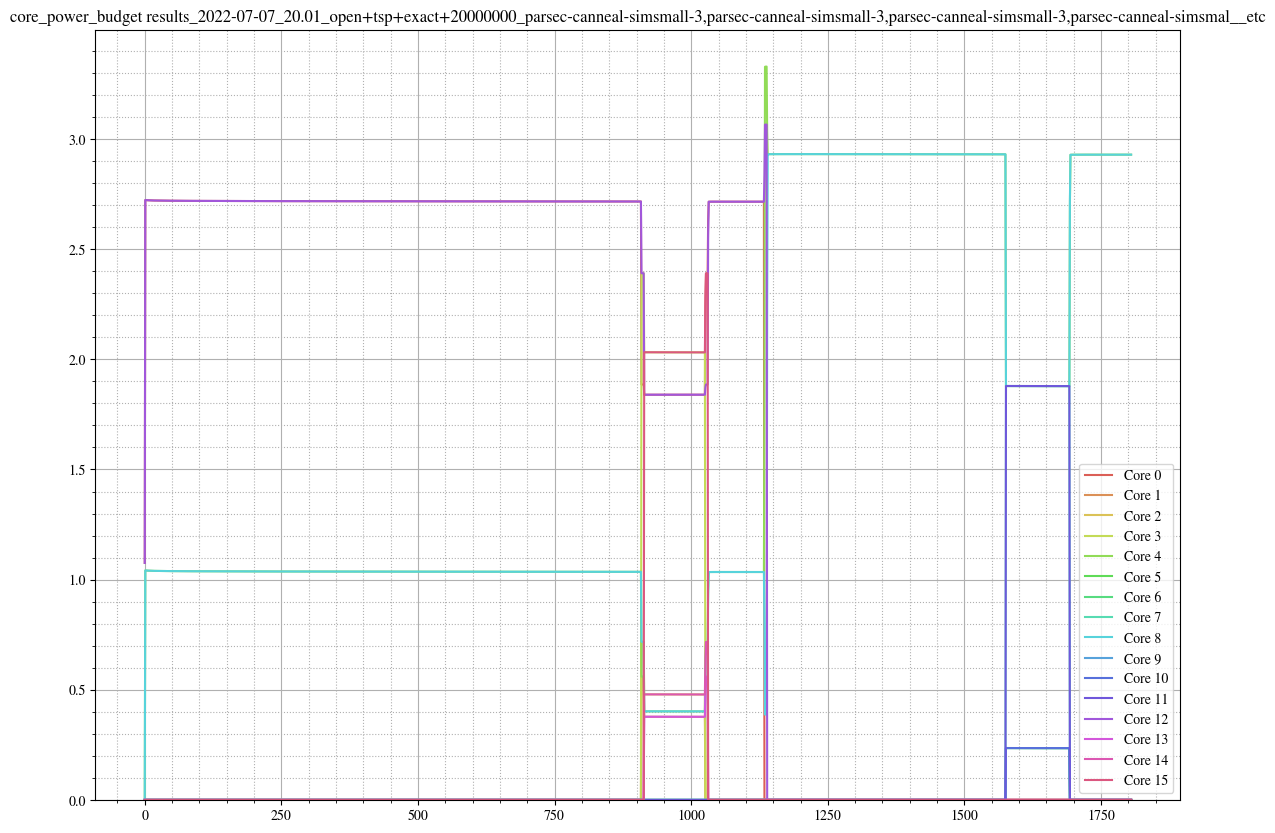 core_power_budget results_2022-07-07_20.01_open+tsp+exact+20000000_parsec-canneal-simsmall-3,parsec-canneal-simsmall-3,parsec-canneal-simsmall-3,parsec-canneal-simsmal__etc
3.0
2.5
2.0
1.5
1.0
0.5
0.0
0
250
500
750
1000
1250
1500
1750
Core 0
Core 1
Core 2
Core 3
Core 4
Core 5
Core 6
Core 7
Core 8
Core 9
Core 10
Core 11
Core 12
Core 13
Core 14
Core 15